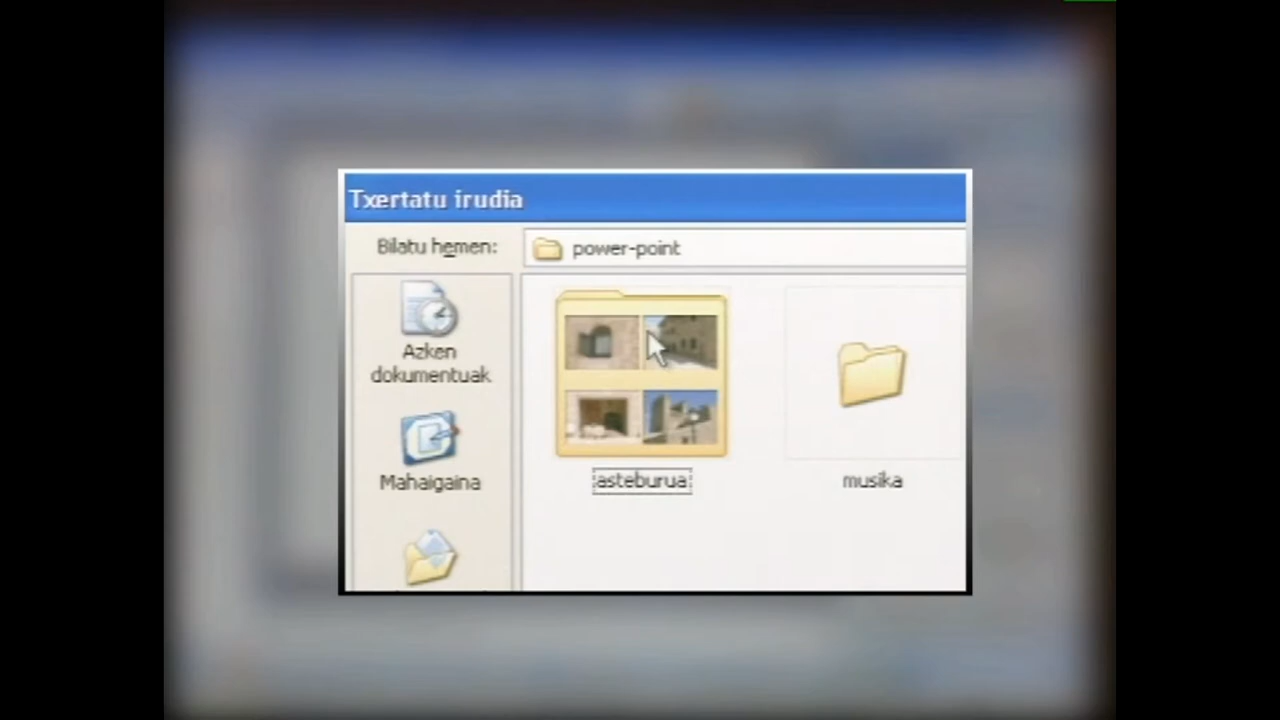 Txertatu irudia
Bilatu hemen:
power-point
Azken
dokumentuak
Mahaigaina
asteburua
musika